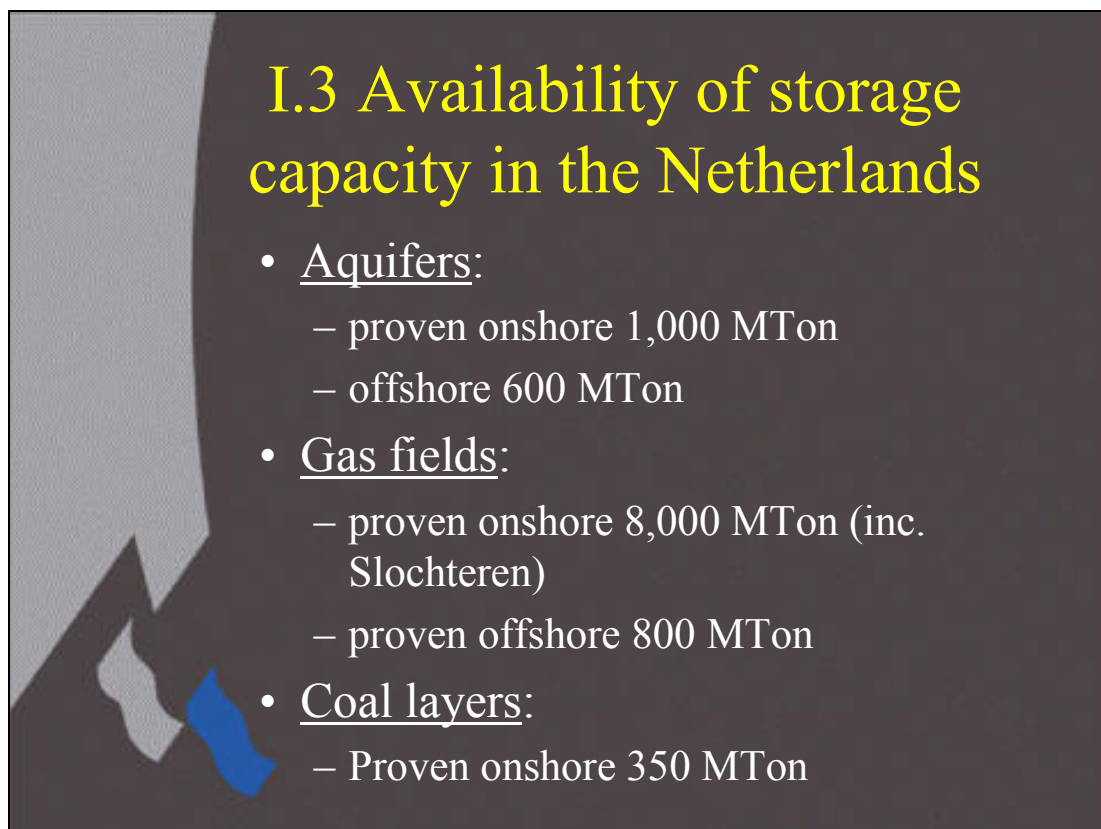 I.3 Availability of storage
capacity in the Netherlands
• Aquifers:
– proven onshore 1,000 MTon
– offshore 600 MTon
• Gas fields:
– proven onshore 8,000 MTon (inc.
Slochteren)
– proven offshore 800 MTon
• Coal layers:
– Proven onshore 350 MTon